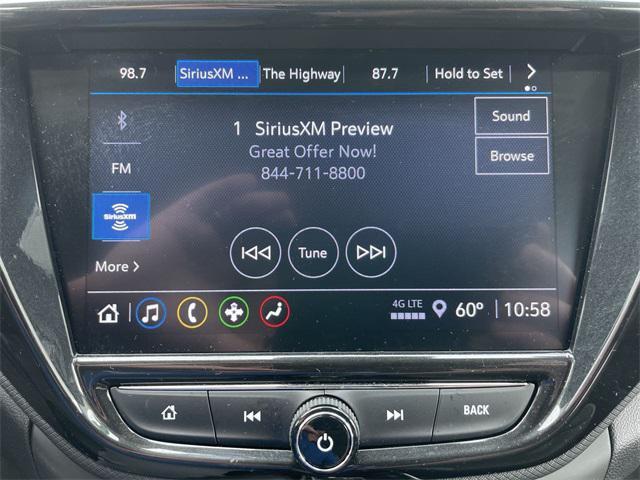 98.7 SiriusXM ... The Highway 87.7 Hold to Set
1 SiriusXM Preview
Great Offer Now!
844-711-8800
Sound
Browse
FM
SiriusXM
Tune
More
4G LTE 60° 10:58
BACK